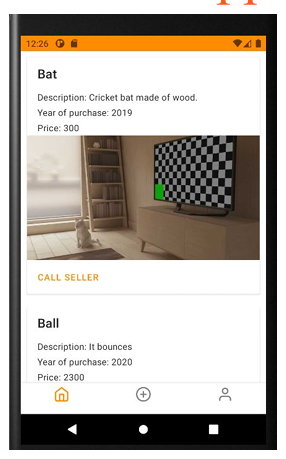 12:26
Bat
Description: Cricket bat made of wood.
Year of purchase: 2019
Price: 300
CALL SELLER
Ball
Description: It bounces
Year of purchase: 2020
Price: 2300